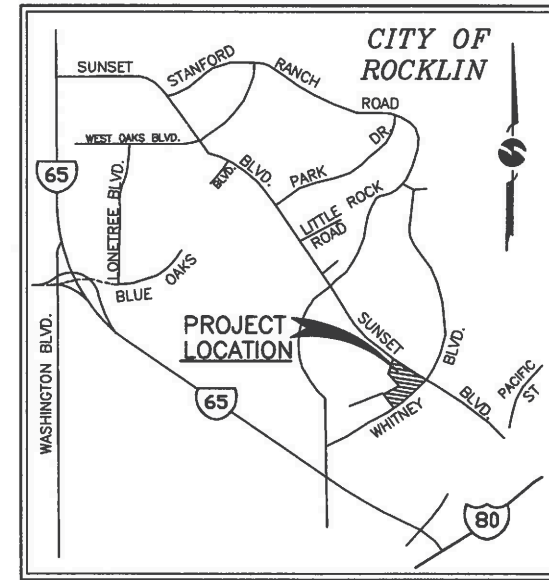 CITY OF
ROCKLIN
SUNSET
STANFORD
RANCH
ROAD
WEST OAKS BLVD.
DR.
BLVD.
BLVD.
PARK
65
LONETREE BLVD.
LITTLE ROCK
ROAD
BLUE OAKS
PROJECT
LOCATION
SUNSET
BLVD.
WASHINGTON BLVD.
65
BLVD.
PACIFIC
ST
WHITNEY
80